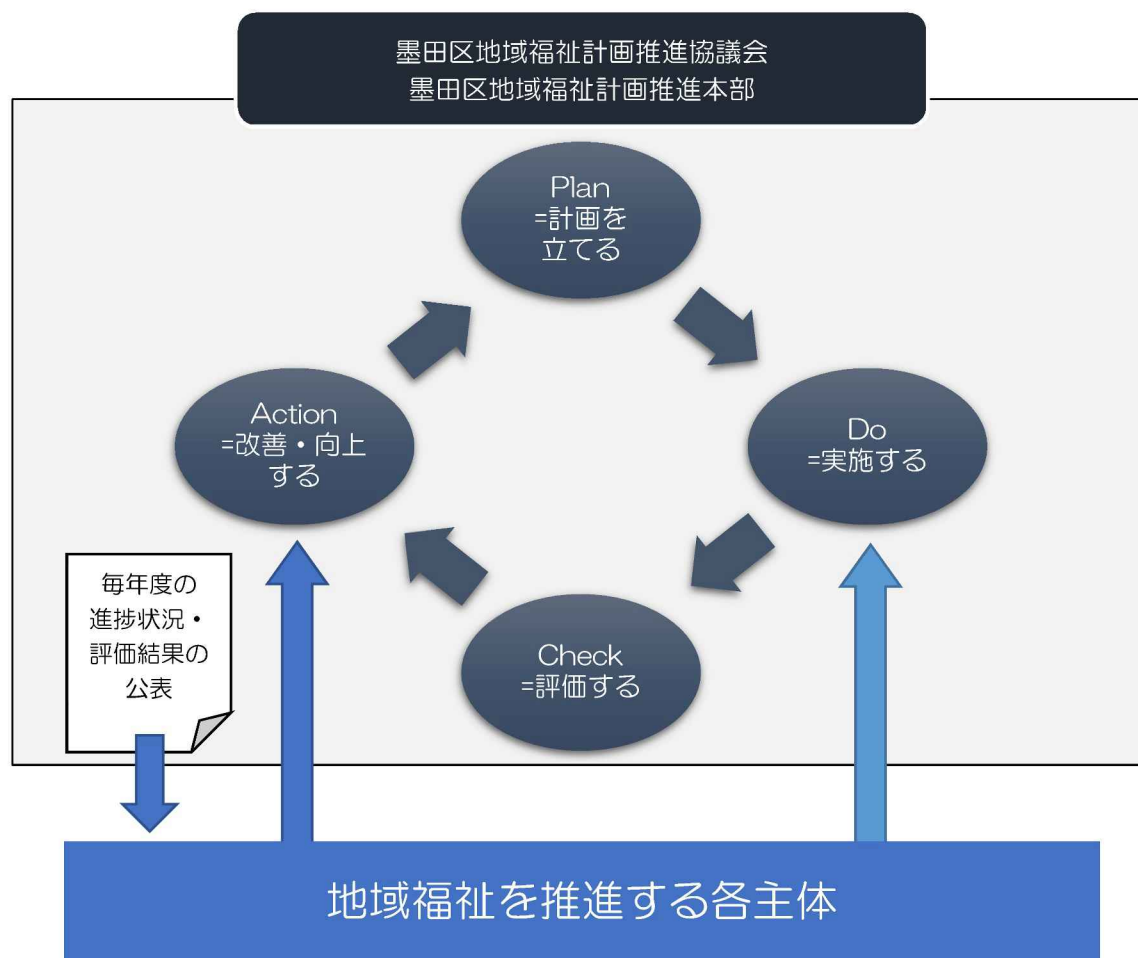 墨田区地域福祉計画推進協議会
墨田区地域福祉計画推進本部
Plan
=計画を
立てる
Action
=改善・向上
する
Do
=実施する
Check
=評価する
毎年度の
進捗状況・
評価結果の
公表
地域福祉を推進する各主体